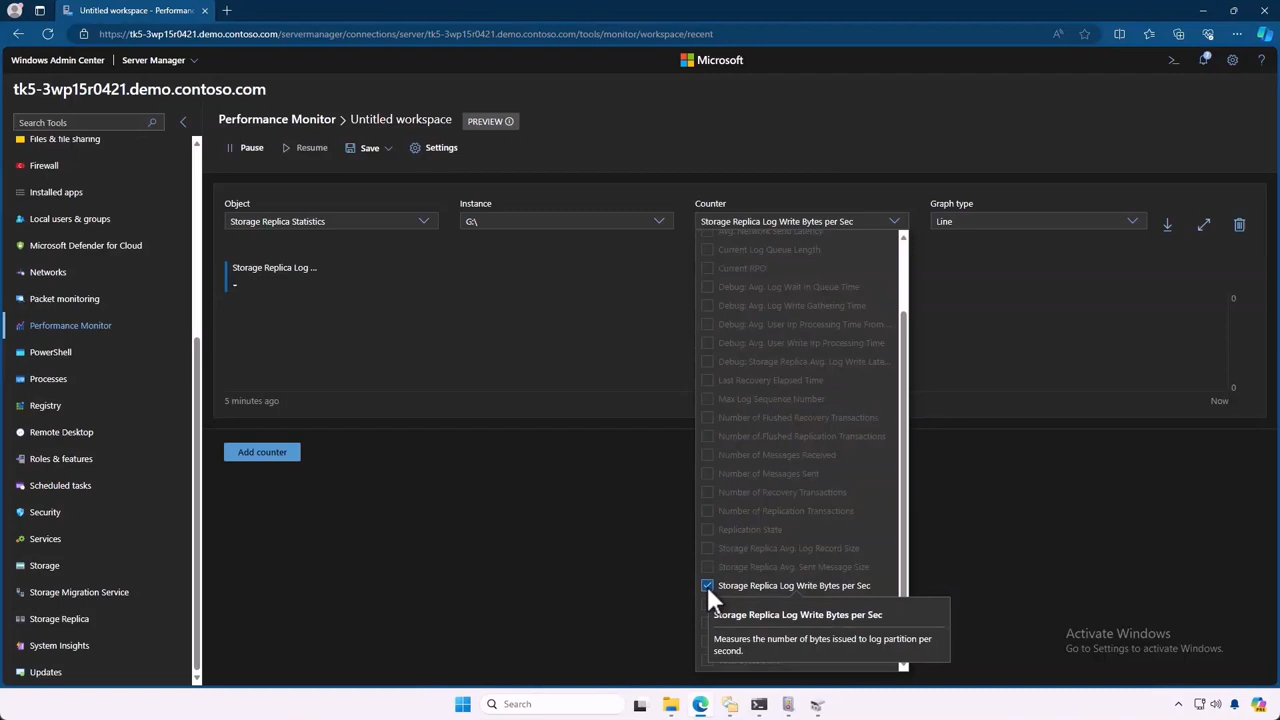 Untitled workspace - Performanc
https://tk5-3wp15r0421.demo.contoso.com/servermanager/connections/server/tk5-3wp15r0421.demo.contoso.com/tools/monitor/workspace/recent
Windows Admin Center
Server Manager
Microsoft
tk5-3wp15r0421.demo.contoso.com
Search Tools
Files & file sharing
Firewall
Installed apps
Local users & groups
Microsoft Defender for Cloud
Networks
Packet monitoring
Performance Monitor
PowerShell
Processes
Registry
Remote Desktop
Roles & features
Scheduled tasks
Security
Services
Storage
Storage Migration Service
Storage Replica
System Insights
Updates
Performance Monitor > Untitled workspace
PREVIEW
Pause
Resume
Save
Settings
Object
Storage Replica Statistics
Instance
G:\
Counter
Storage Replica Log Write Bytes per Sec
Graph type
Line
Storage Replica Log ...
-
0
0
5 minutes ago
Now
Add counter
Avg. Network Send Latency
Current Log Queue Length
Current RPO
Debug: Avg. Log Wait in Queue Time
Debug: Avg. Log Write Gathering Time
Debug: Avg. User Irp Processing Time From ...
Debug: Avg. User Write Irp Processing Time
Debug: Storage Replica Avg. Log Write Late...
Last Recovery Elapsed Time
Max Log Sequence Number
Number of Flushed Recovery Transactions
Number of Flushed Replication Transactions
Number of Messages Received
Number of Messages Sent
Number of Recovery Transactions
Number of Replication Transactions
Replication State
Storage Replica Avg. Log Record Size
Storage Replica Avg. Sent Message Size
Storage Replica Log Write Bytes per Sec
Storage Replica Log Write Bytes per Sec
Measures the number of bytes issued to log partition per
second.
Activate Windows
Go to Settings to activate Windows.
Search